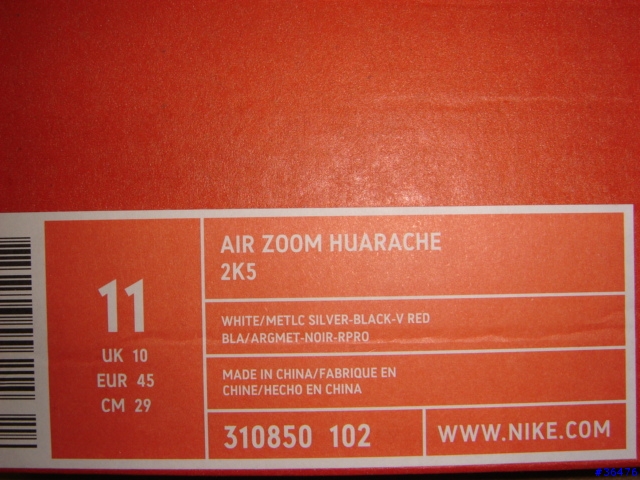 AIR ZOOM HUARACHE
2K5
11
UK 10
EUR 45
CM 29
WHITE/METLC SILVER-BLACK-V RED
BLA/ARGMET-NOIR-RPRO
MADE IN CHINA/FABRIQUE EN
CHINE/HECHO EN CHINA
310850 102
WWW.NIKE.COM